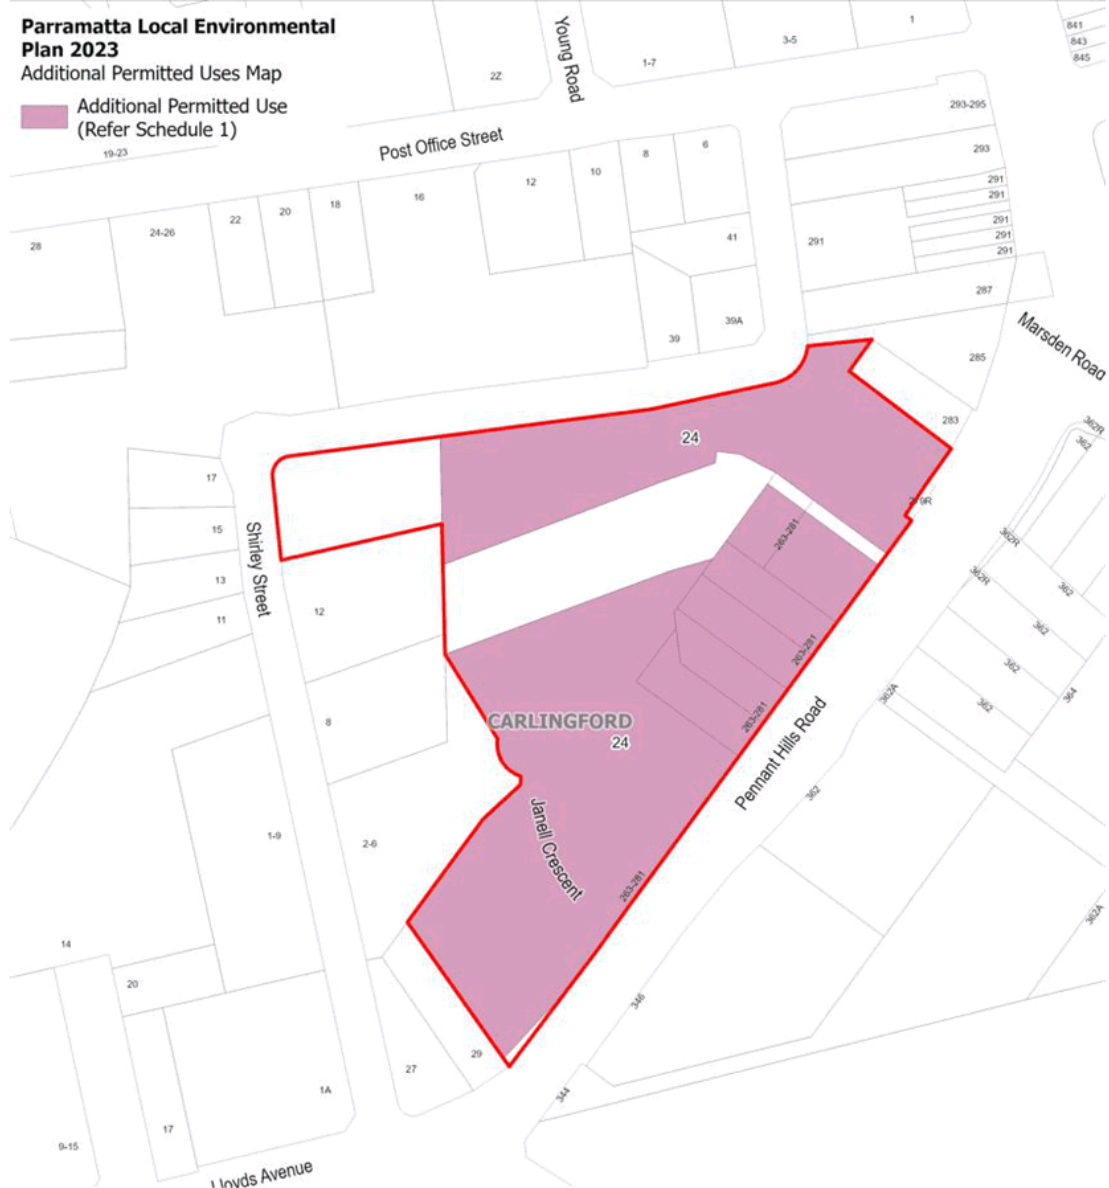 Parramatta Local Environmental
Plan 2023
Additional Permitted Uses Map
Additional Permitted Use
(Refer Schedule 1)
Young Road
1
3-5
1-7
2Z
841
843
845
19-23
Post Office Street
293-295
293
291
291
291
291
291
291
287
285
283
28
24-26
22
20
18
16
12
10
8
6
41
39A
39
Marsden Road
24
17
15
13
11
Shirley Street
12
8
263-281
263-281
263-281
263-281
362R
362
362R
362R
362
362
362
362
364
362A
362
362A
CARLINGFORD
24
Pennant Hills Road
Janell Crescent
1-9
2-6
14
20
346
344
29
27
1A
17
9-15
Lloyds Avenue